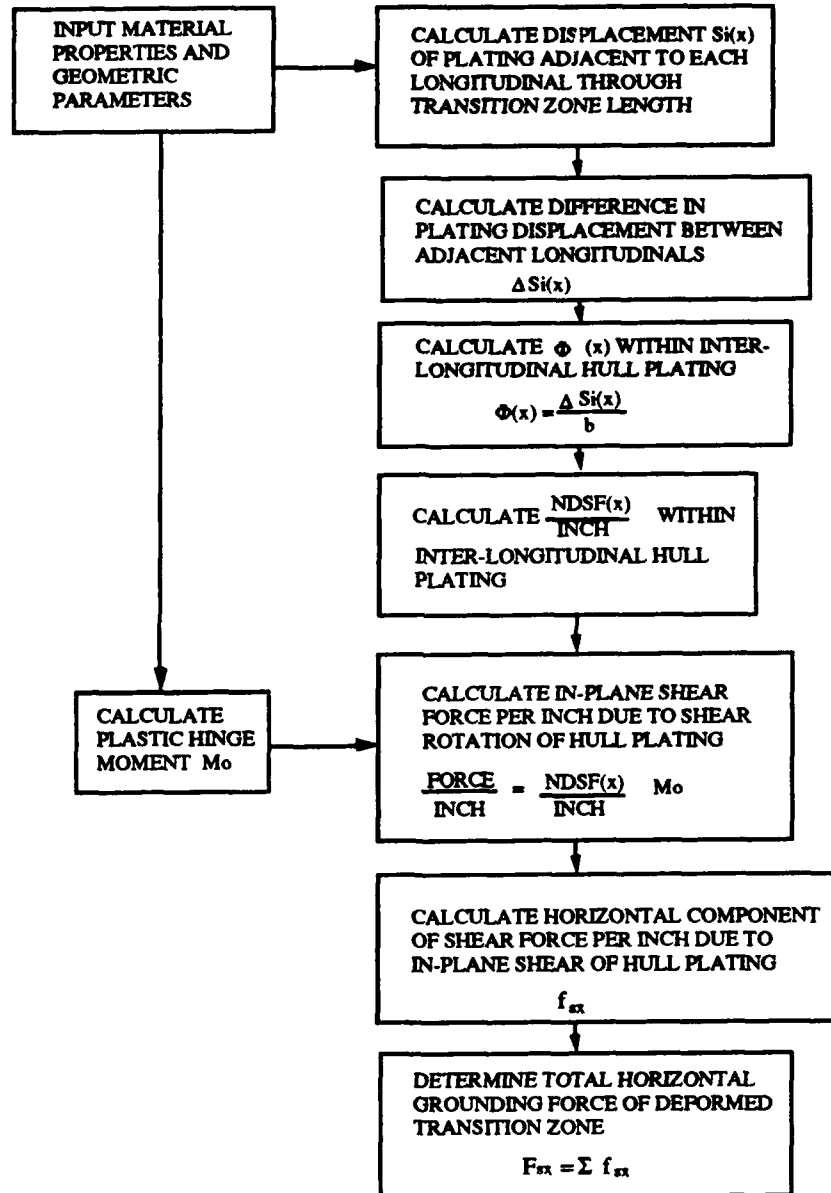 INPUT MATERIAL
PROPERTIES AND
GEOMETRIC
PARAMETERS
CALCULATE DISPLACEMENT Si(x)
OF PLATING ADJACENT TO EACH
LONGITUDINAL THROUGH
TRANSITION ZONE LENGTH
CALCULATE DIFFERENCE IN
PLATING DISPLACEMENT BETWEEN
ADJACENT LONGITUDINALS
Δ Si(x)
CALCULATE Φ (x) WITHIN INTER-
LONGITUDINAL HULL PLATING
Φ(x) = Δ Si(x)
b
CALCULATE NDSF(x) WITHIN
INCH
INTER-LONGITUDINAL HULL
PLATING
CALCULATE
PLASTIC HINGE
MOMENT Mo
CALCULATE IN-PLANE SHEAR
FORCE PER INCH DUE TO SHEAR
ROTATION OF HULL PLATING
FORCE = NDSF(x) Mo
INCH INCH
CALCULATE HORIZONTAL COMPONENT
OF SHEAR FORCE PER INCH DUE TO
IN-PLANE SHEAR OF HULL PLATING
f sx
DETERMINE TOTAL HORIZONTAL
GROUNDING FORCE OF DEFORMED
TRANSITION ZONE
Fsx = Σ f sx